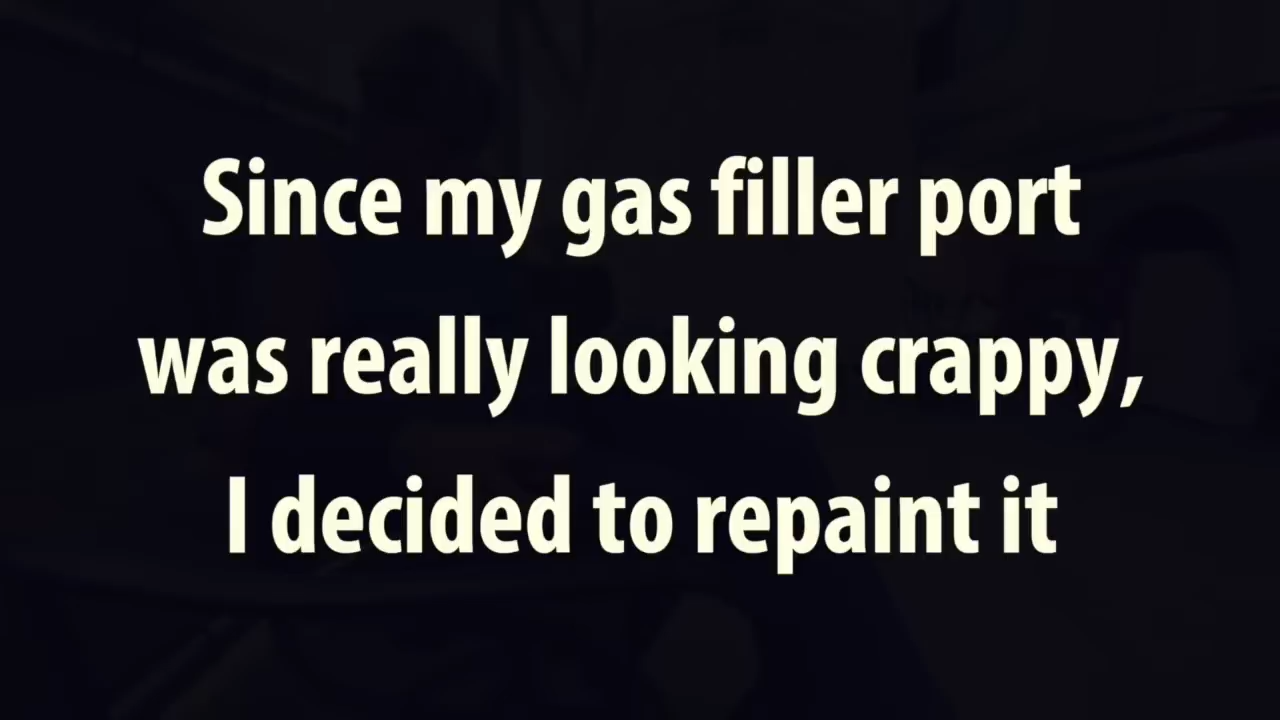 Since my gas filler port
was really looking crappy,
I decided to repaint it